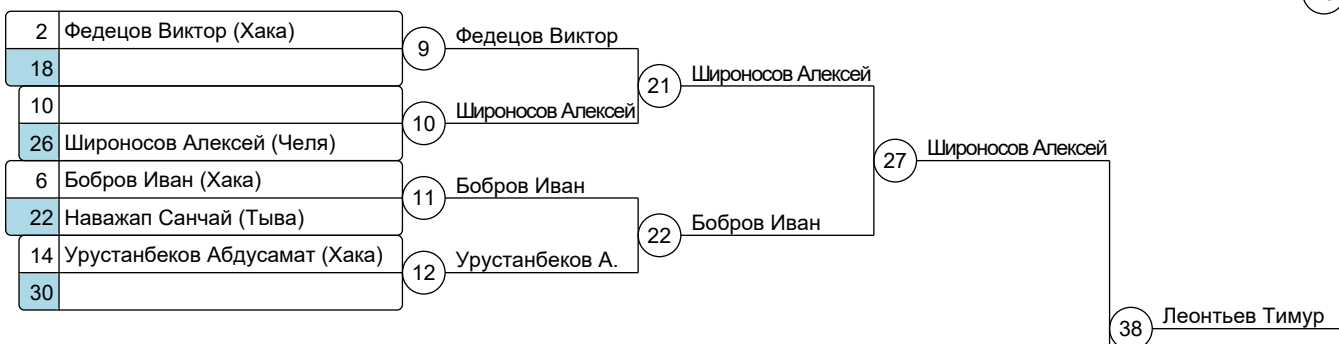 2 Федецов Виктор (Хака)
18
10
26 Широносов Алексей (Челя)
6 Бобров Иван (Хака)
22 Наважап Санчай (Тыва)
14 Урустанбеков Абдусамат (Хака)
30
9 Федецов Виктор
10 Широносов Алексей
11 Бобров Иван
12 Урустанбеков А.
21 Широносов Алексей
22 Бобров Иван
27 Широносов Алексей
38 Леонтьев Тимур